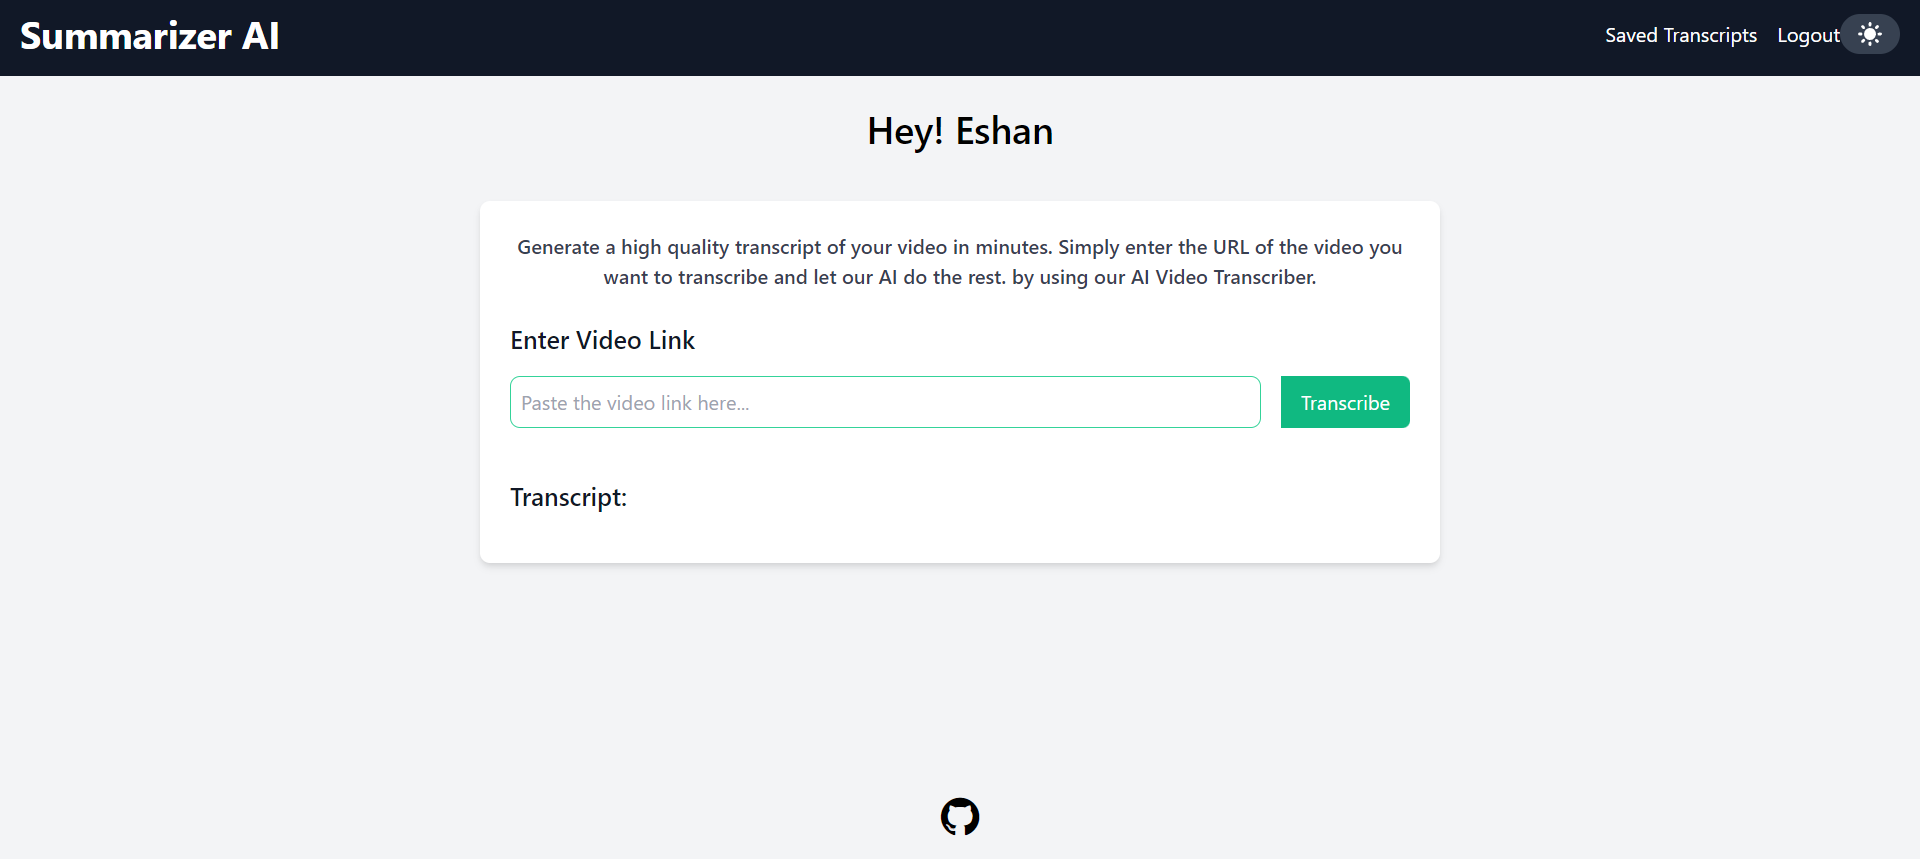 Summarizer AI
Saved Transcripts
Logout
Hey! Eshan
Generate a high quality transcript of your video in minutes. Simply enter the URL of the video you
want to transcribe and let our AI do the rest. by using our AI Video Transcriber.
Enter Video Link
Paste the video link here...
Transcribe
Transcript: